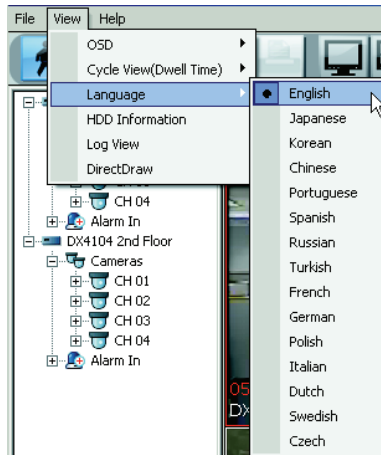 File View Help
OSD
Cycle View(Dwell Time)
Language
HDD Information
Log View
DirectDraw
English
Japanese
Korean
Chinese
Portuguese
Spanish
Russian
Turkish
French
German
Polish
Italian
Dutch
Swedish
Czech
CH 04
Alarm In
DX4104 2nd Floor
Cameras
CH 01
CH 02
CH 03
CH 04
Alarm In
05
DX